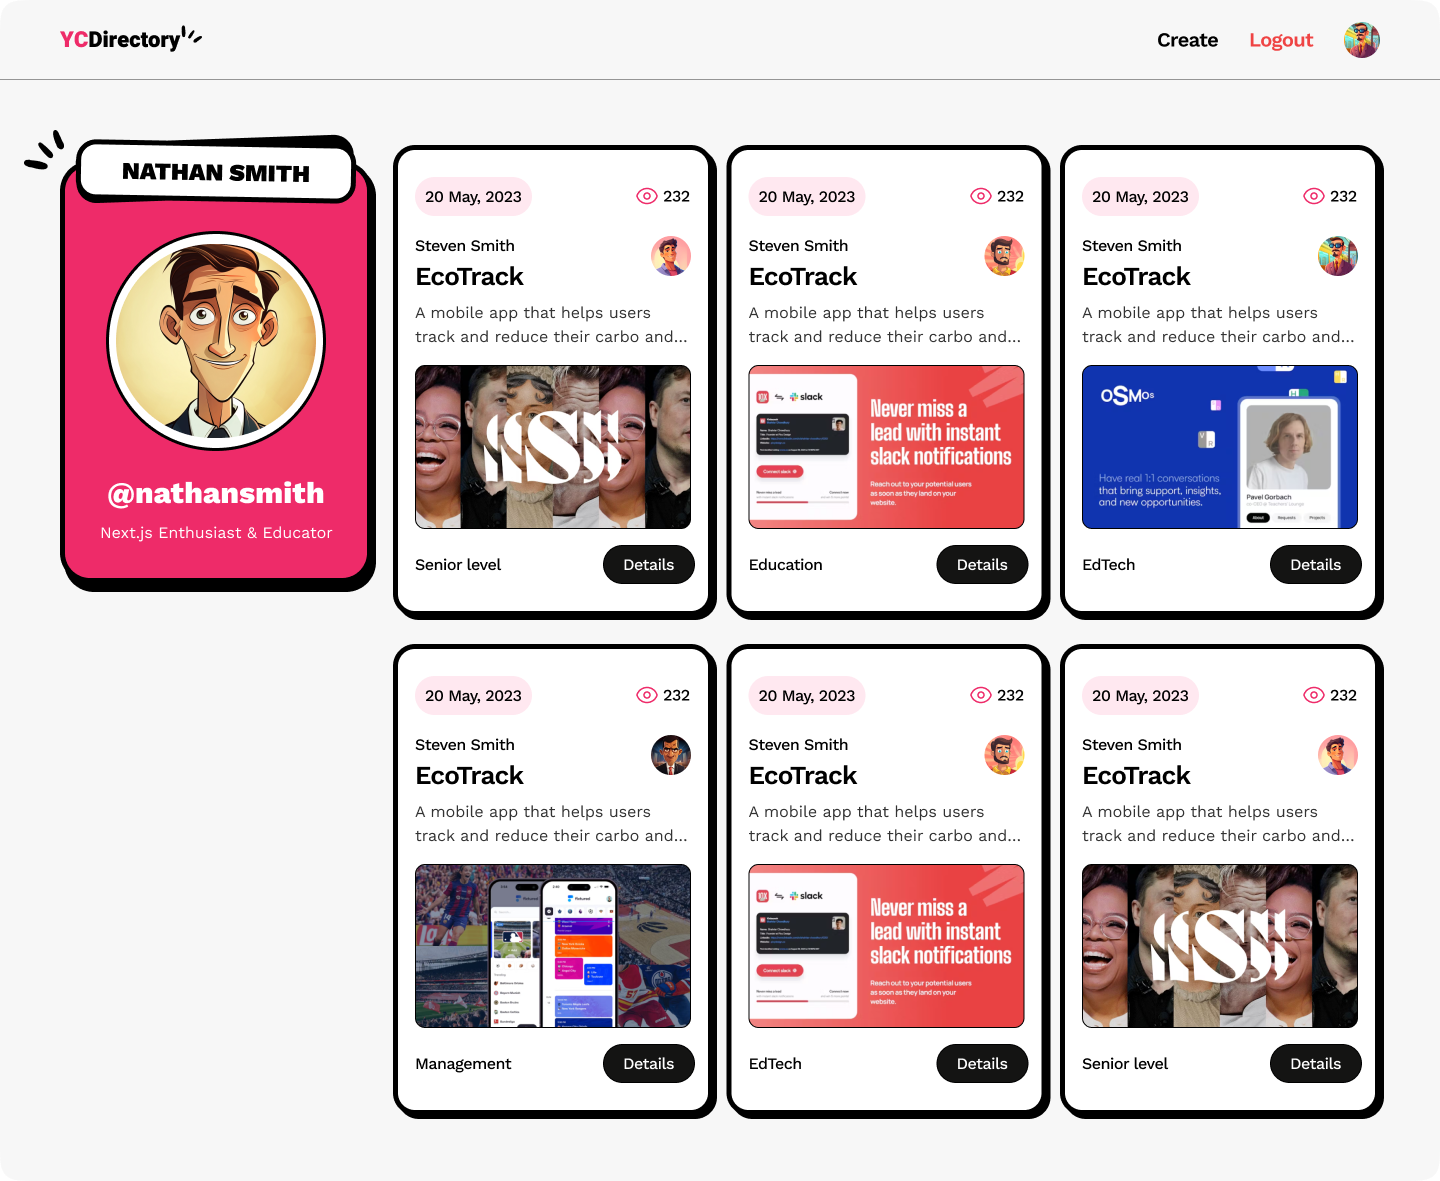 YCDirectory
Create
Logout
NATHAN SMITH
@nathansmith
Next.js Enthusiast & Educator
20 May, 2023
232
Steven Smith
EcoTrack
A mobile app that helps users
track and reduce their carbo and...
Senior level
Details
20 May, 2023
232
Steven Smith
EcoTrack
A mobile app that helps users
track and reduce their carbo and...
slack
Connect slack
Never miss a
lead with instant
slack notifications
Reach out to your potential users
as soon as they land on your
website.
Education
Details
20 May, 2023
232
Steven Smith
EcoTrack
A mobile app that helps users
track and reduce their carbo and...
OSMOS
Have real 1:1 conversations
that bring support, insights,
and new opportunities.
Pavel Gorbach
About
Requests
Projects
EdTech
Details
20 May, 2023
232
Steven Smith
EcoTrack
A mobile app that helps users
track and reduce their carbo and...
Management
Details
20 May, 2023
232
Steven Smith
EcoTrack
A mobile app that helps users
track and reduce their carbo and...
slack
Connect slack
Never miss a
lead with instant
slack notifications
Reach out to your potential users
as soon as they land on your
website.
EdTech
Details
20 May, 2023
232
Steven Smith
EcoTrack
A mobile app that helps users
track and reduce their carbo and...
Senior level
Details